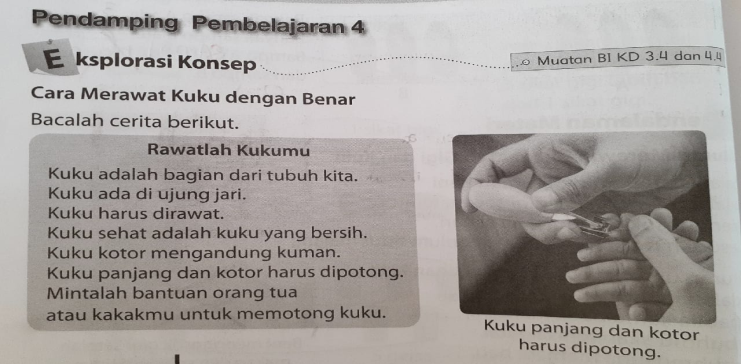 Pendamping Pembelajaran 4
Eksplorasi Konsep
Muatan BI KD 3.4 dan 4.4
Cara Merawat Kuku dengan Benar
Bacalah cerita berikut.
Rawatlah Kukumu
Kuku adalah bagian dari tubuh kita.
Kuku ada di ujung jari.
Kuku harus dirawat.
Kuku sehat adalah kuku yang bersih.
Kuku kotor mengandung kuman.
Kuku panjang dan kotor harus dipotong.
Mintalah bantuan orang tua
atau kakakmu untuk memotong kuku.
Kuku panjang dan kotor
harus dipotong.